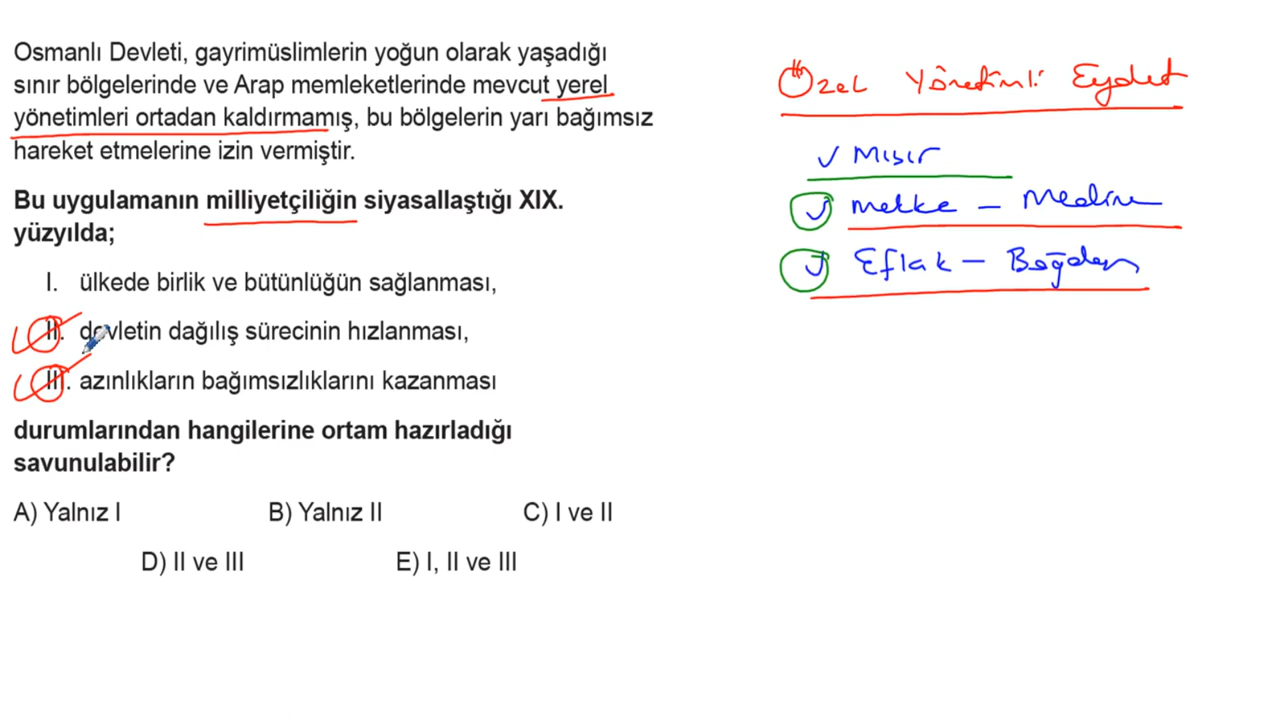 Osmanlı Devleti, gayrimüslimlerin yoğun olarak yaşadığı
sınır bölgelerinde ve Arap memleketlerinde mevcut yerel
yönetimleri ortadan kaldırmamış, bu bölgelerin yarı bağımsız
hareket etmelerine izin vermiştir.
Bu uygulamanın milliyetçiliğin siyasallaştığı XIX.
yüzyılda;
I. ülkede birlik ve bütünlüğün sağlanması,
II. devletin dağılış sürecinin hızlanması,
III. azınlıkların bağımsızlıklarını kazanması
durumlarından hangilerine ortam hazırladığı
savunulabilir?
A) Yalnız I B) Yalnız II C) I ve II
D) II ve III E) I, II ve III
Özel Yönetimli Eyalet
Mısır
Mekke - Medine
Eflak - Boğdan